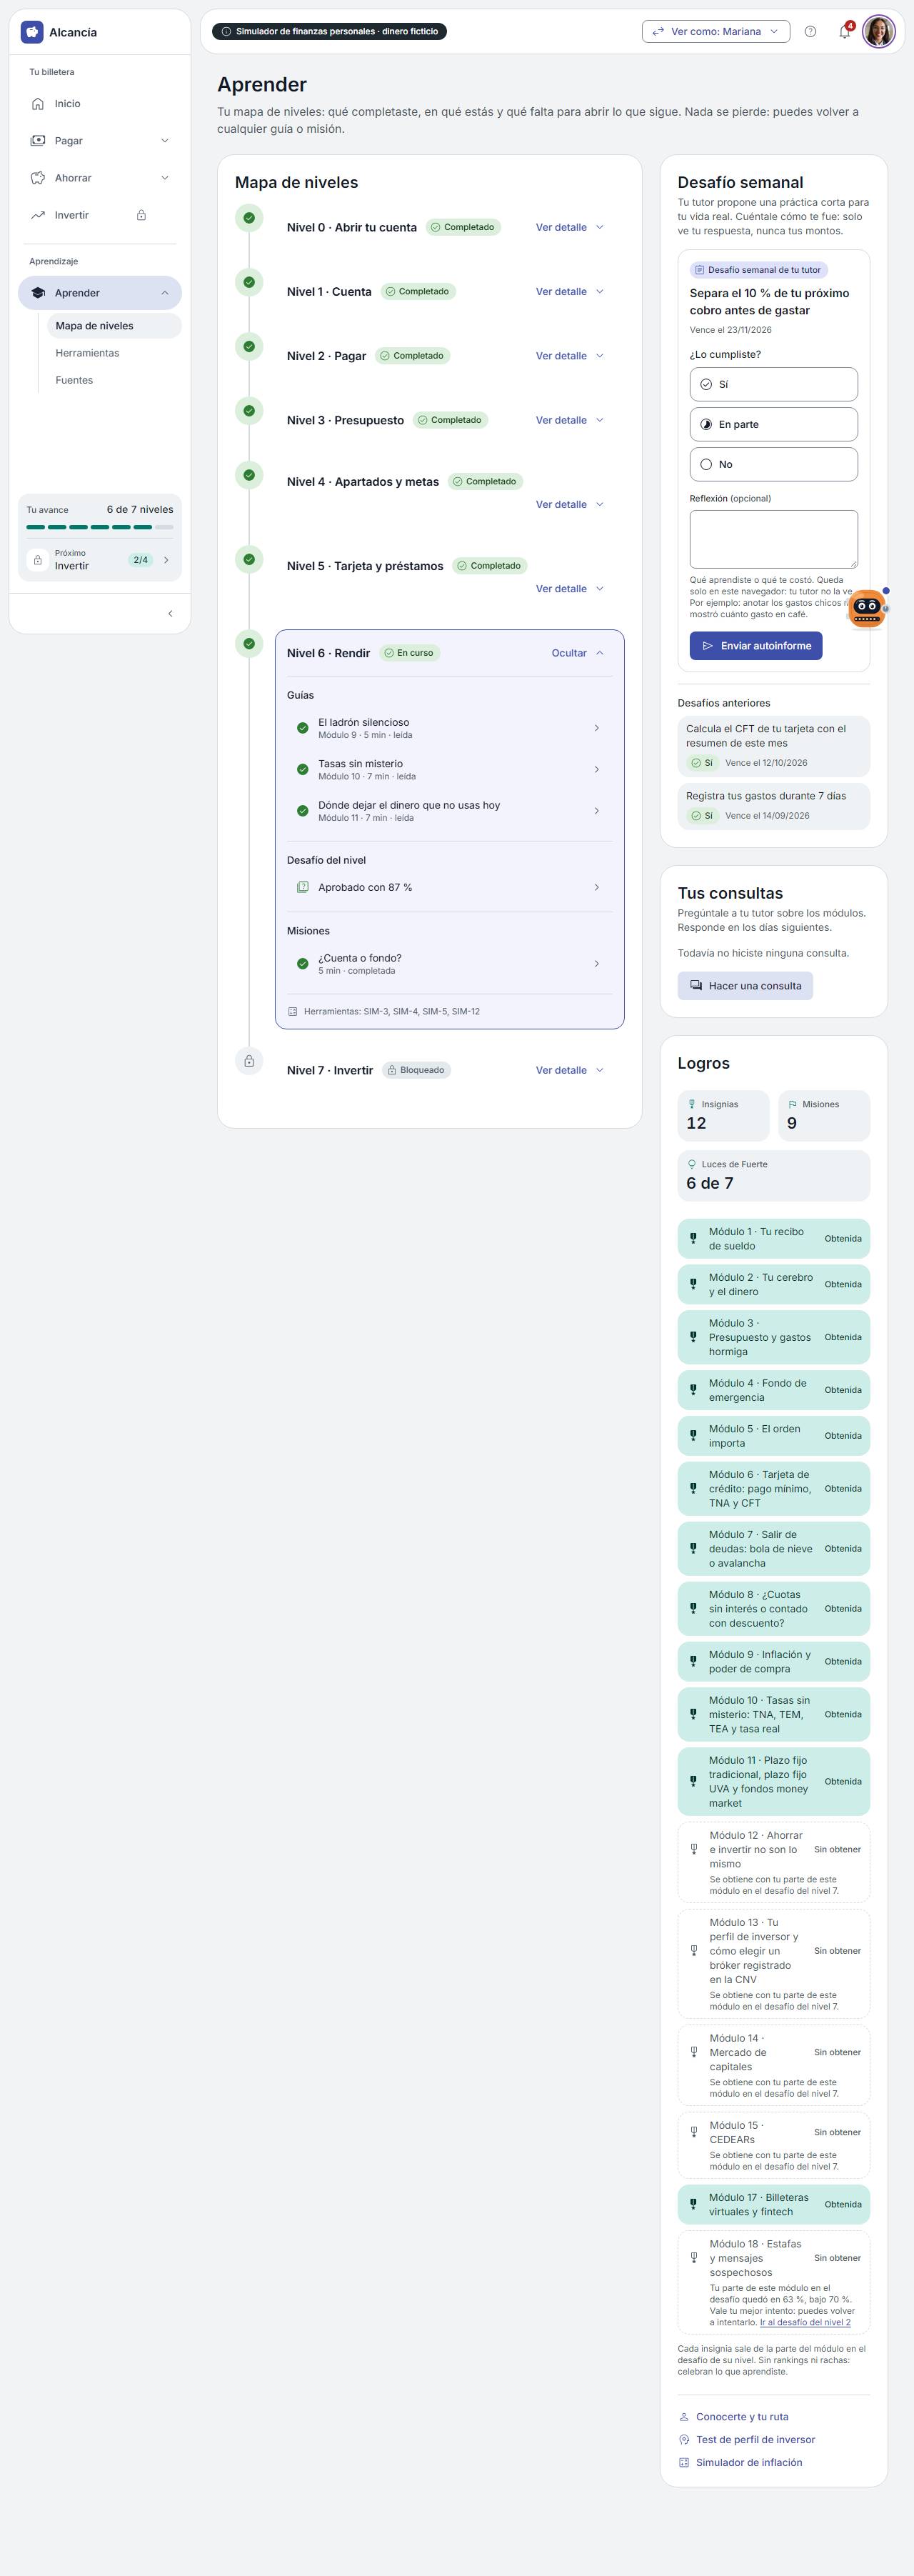 Alcancía
Tu billetera
Inicio
Pagar
Ahorrar
Invertir
Aprendizaje
Aprender
Mapa de niveles
Herramientas
Fuentes
Tu avance
6 de 7 niveles
Próximo
Invertir
2/4
Simulador de finanzas personales · dinero ficticio
Ver como: Mariana
4
Aprender
Tu mapa de niveles: qué completaste, en qué estás y qué falta para abrir lo que sigue. Nada se pierde: puedes volver a
cualquier guía o misión.
Mapa de niveles
Nivel 0 · Abrir tu cuenta
Completado
Ver detalle
Nivel 1 · Cuenta
Completado
Ver detalle
Nivel 2 · Pagar
Completado
Ver detalle
Nivel 3 · Presupuesto
Completado
Ver detalle
Nivel 4 · Apartados y metas
Completado
Ver detalle
Nivel 5 · Tarjeta y préstamos
Completado
Ver detalle
Nivel 6 · Rendir
En curso
Ocultar
Guías
El ladrón silencioso
Módulo 9 · 5 min · leída
Tasas sin misterio
Módulo 10 · 7 min · leída
Dónde dejar el dinero que no usas hoy
Módulo 11 · 7 min · leída
Desafío del nivel
Aprobado con 87 %
Misiones
¿Cuenta o fondo?
5 min · completada
Herramientas: SIM-3, SIM-4, SIM-5, SIM-12
Nivel 7 · Invertir
Bloqueado
Ver detalle
Desafío semanal
Tu tutor propone una práctica corta para
tu vida real. Cuéntale cómo te fue: solo
ve tu respuesta, nunca tus montos.
Desafío semanal de tu tutor
Separa el 10 % de tu próximo
cobro antes de gastar
Vence el 23/11/2026
¿Lo cumpliste?
Sí
En parte
No
Reflexión (opcional)
Qué aprendiste o qué te costó. Queda
solo en este navegador: tu tutor no la ve.
Por ejemplo: anotar los gastos chicos
mostró cuánto gasto en café.
Enviar autoinforme
Desafíos anteriores
Calcula el CFT de tu tarjeta con el
resumen de este mes
Sí
Vence el 12/10/2026
Registra tus gastos durante 7 días
Sí
Vence el 14/09/2026
Tus consultas
Pregúntale a tu tutor sobre los módulos.
Responde en los días siguientes.
Todavía no hiciste ninguna consulta.
Hacer una consulta
Logros
Insignias
12
Misiones
9
Luces de Fuerte
6 de 7
Módulo 1 · Tu recibo
de sueldo
Obtenida
Módulo 2 · Tu cerebro
y el dinero
Obtenida
Módulo 3 ·
Presupuesto y gastos
hormiga
Obtenida
Módulo 4 · Fondo de
emergencia
Obtenida
Módulo 5 · El orden
importa
Obtenida
Módulo 6 · Tarjeta de
crédito: pago mínimo,
TNA y CFT
Obtenida
Módulo 7 · Salir de
deudas: bola de nieve
o avalancha
Obtenida
Módulo 8 · ¿Cuotas
sin interés o contado
con descuento?
Obtenida
Módulo 9 · Inflación y
poder de compra
Obtenida
Módulo 10 · Tasas sin
misterio: TNA, TEM,
TEA y tasa real
Obtenida
Módulo 11 · Plazo fijo
tradicional, plazo fijo
UVA y fondos money
market
Obtenida
Módulo 12 · Ahorrar
e invertir no son lo
mismo
Sin obtener
Se obtiene con tu parte de este
módulo en el desafío del nivel 7.
Módulo 13 · Tu
perfil de inversor y
cómo elegir un
bróker registrado
en la CNV
Sin obtener
Se obtiene con tu parte de este
módulo en el desafío del nivel 7.
Módulo 14 ·
Mercado de
capitales
Sin obtener
Se obtiene con tu parte de este
módulo en el desafío del nivel 7.
Módulo 15 ·
CEDEARs
Sin obtener
Se obtiene con tu parte de este
módulo en el desafío del nivel 7.
Módulo 17 · Billeteras
virtuales y fintech
Obtenida
Módulo 18 · Estafas
y mensajes
sospechosos
Sin obtener
Tu parte de este módulo en el
desafío quedó en 63 %, bajo 70 %.
Vale tu mejor intento: puedes volver
a intentarlo. Ir al desafío del nivel 2
Cada insignia sale de la parte del módulo en el
desafío de su nivel. Sin rankings ni rachas:
celebran lo que aprendiste.
Conocerte y tu ruta
Test de perfil de inversor
Simulador de inflación